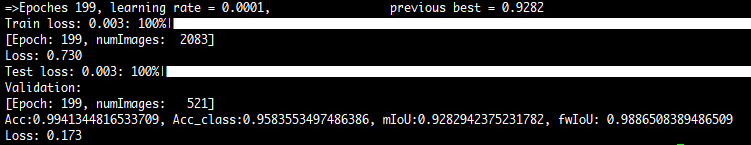 =>Epoches 199, learning rate = 0.0001, previous best = 0.9282
Train loss: 0.003: 100%|
[Epoch: 199, numImages: 2083]
Loss: 0.730
Test loss: 0.003: 100%|
Validation:
[Epoch: 199, numImages: 521]
Acc:0.9941344816533709, Acc_class:0.9583553497486386, mIoU:0.9282942375231782, fwIoU: 0.9886508389486509
Loss: 0.173